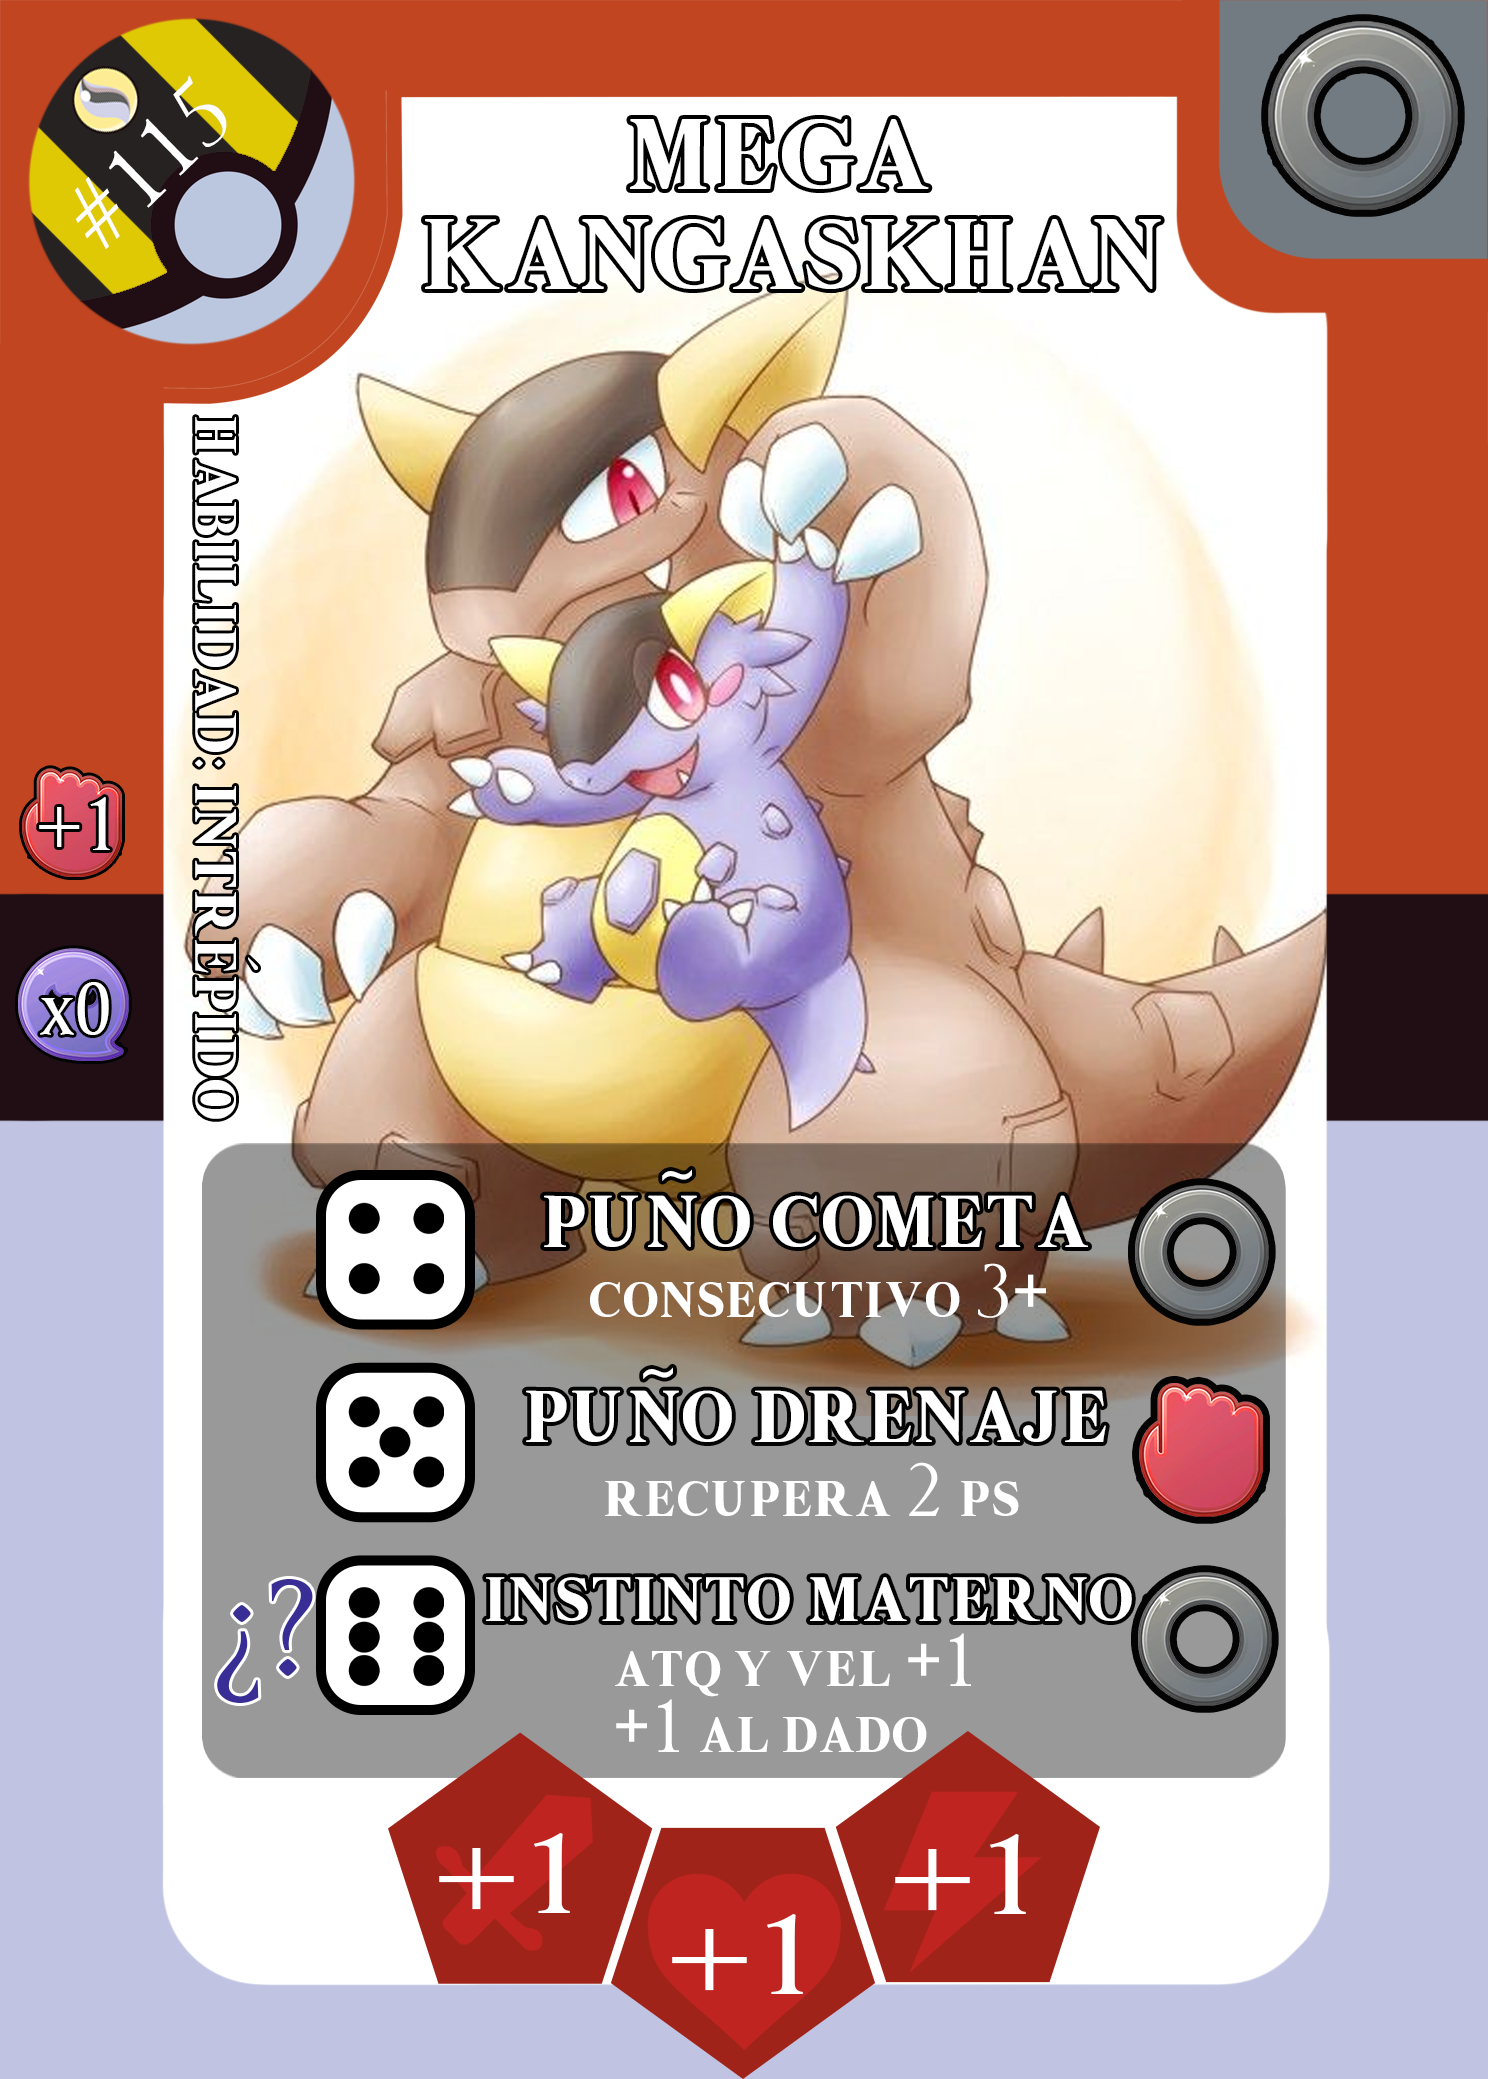 #115
MEGA
KANGASKHAN
HABILIDAD: INTRÉPIDO
+1
x0
PUÑO COMETA
CONSECUTIVO 3+
PUÑO DRENAJE
RECUPERA 2 PS
¿?
INSTINTO MATERNO
ATQ Y VEL +1
+1 AL DADO
+1
+1
+1